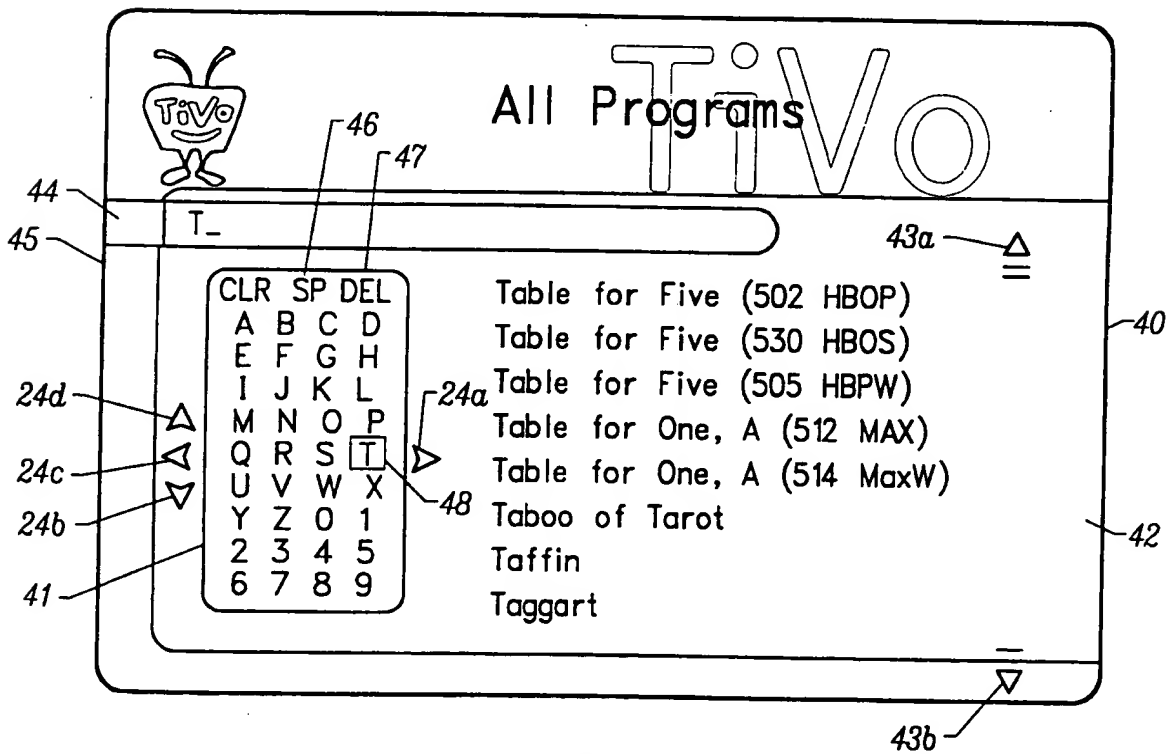 TiVo
All Programs
TiVo
46
47
44
T_
43a
45
CLR SP DEL
A B C D
E F G H
I J K L
M N O P
Q R S T
U V W X
Y Z 0 1
2 3 4 5
6 7 8 9
Table for Five (502 HBOP)
Table for Five (530 HBOS)
Table for Five (505 HBPW)
Table for One, A (512 MAX)
Table for One, A (514 MaxW)
Taboo of Tarot
Taffin
Taggart
40
24d
24a
24c
24b
48
42
41
43b